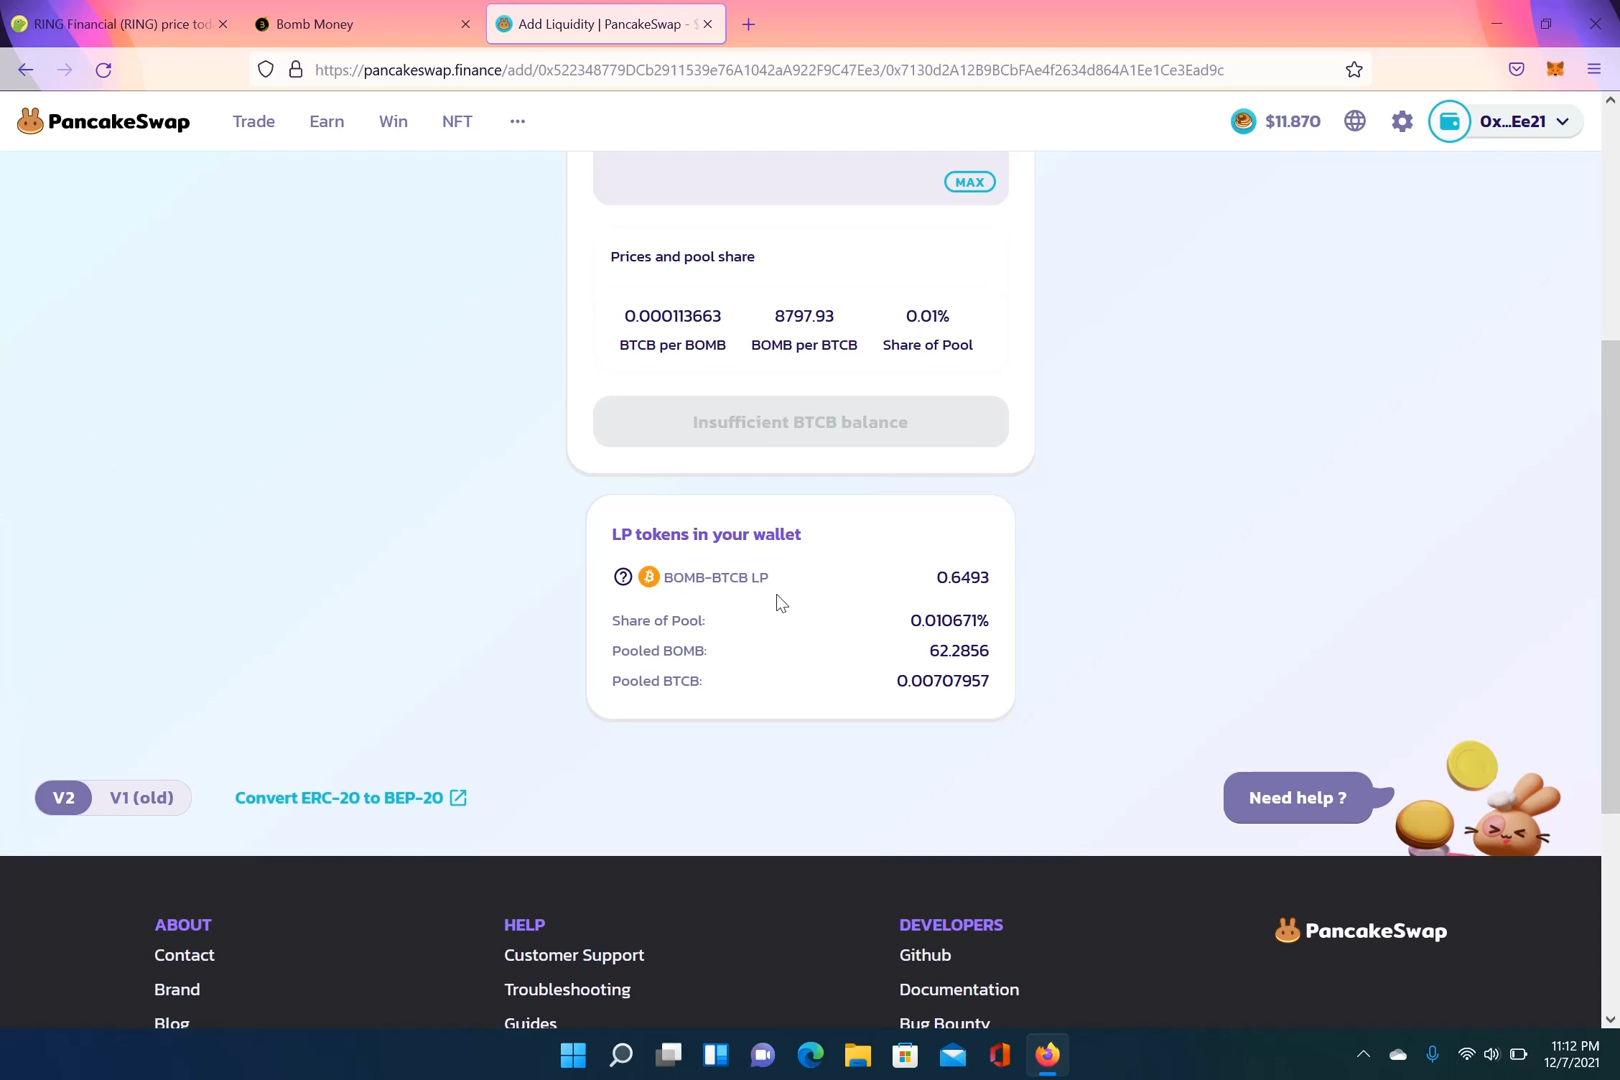 RING Financial (RING) price tod
Bomb Money
Add Liquidity | PancakeSwap - $
https://pancakeswap.finance/add/0x522348779DCb2911539e76A1042aA922F9C47Ee3/0x7130d2A12B9BCbFAe4f2634d864A1Ee1Ce3Ead9c
PancakeSwap
Trade
Earn
Win
NFT
$11.870
0x...Ee21
MAX
Prices and pool share
0.000113663
8797.93
0.01%
BTCB per BOMB
BOMB per BTCB
Share of Pool
Insufficient BTCB balance
LP tokens in your wallet
BOMB-BTCB LP
0.6493
Share of Pool:
0.010671%
Pooled BOMB:
62.2856
Pooled BTCB:
0.00707957
V2
V1 (old)
Convert ERC-20 to BEP-20
Need help ?
ABOUT
HELP
DEVELOPERS
PancakeSwap
Contact
Customer Support
Github
Brand
Troubleshooting
Documentation
Blog
Guides
Bug Bounty
11:12 PM
12/7/2021